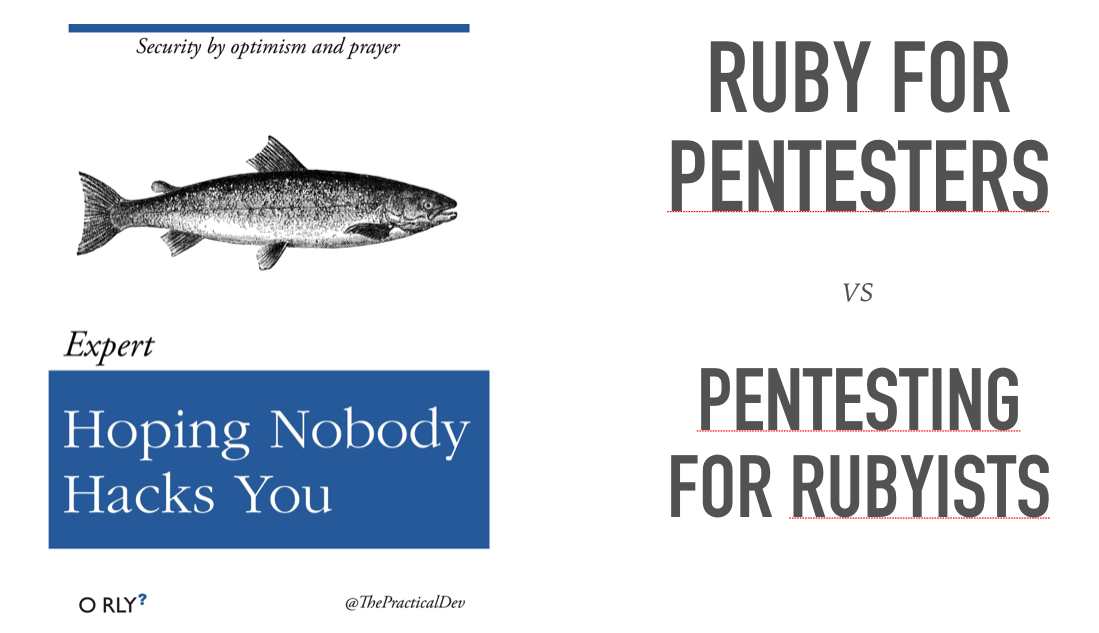 Security by optimism and prayer
Expert
Hoping Nobody
Hacks You
O RLY?
@ThePracticalDev
RUBY FOR
PENTESTERS
VS
PENTESTING
FOR RUBYISTS